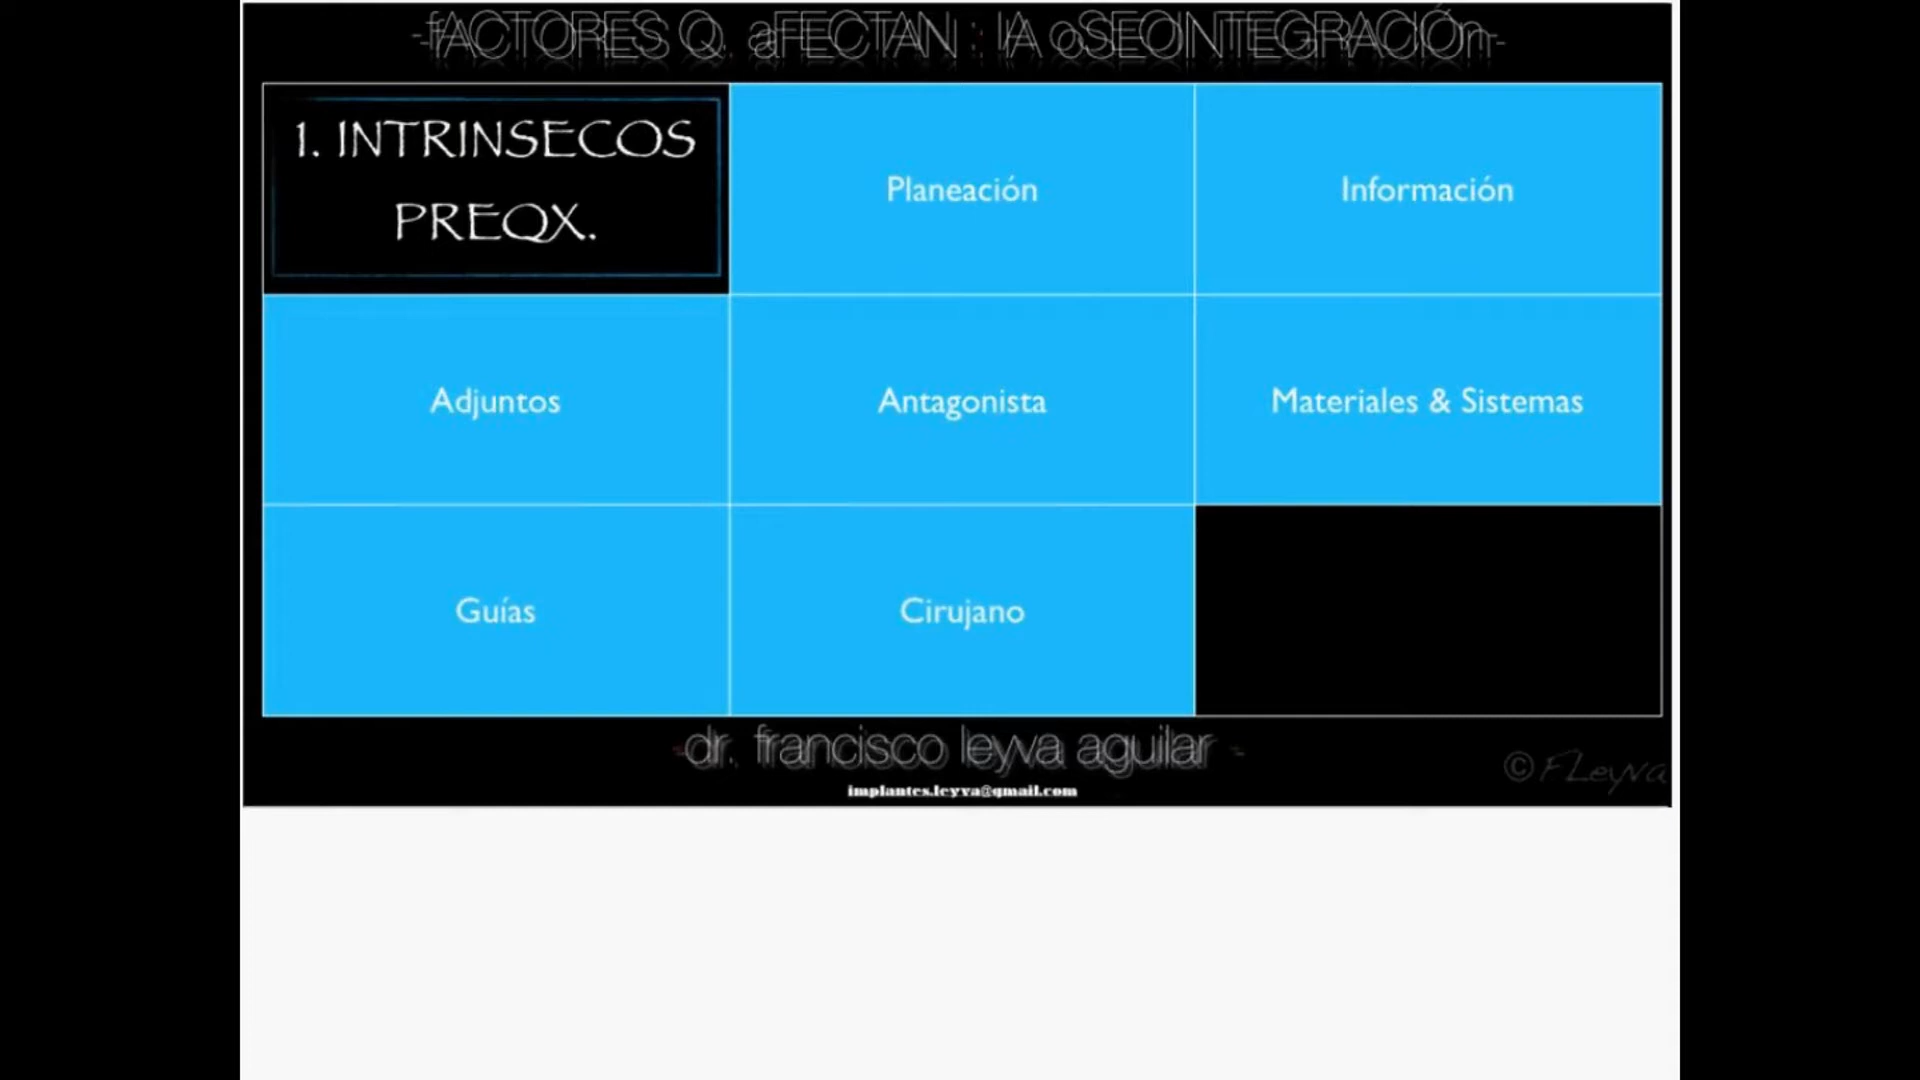 -fACTORES Q. aFECTAN : lA oSEOINTEGRACIÓn-
1. INTRINSECOS
PREQX.
Planeación
Información
Adjuntos
Antagonista
Materiales & Sistemas
Guías
Cirujano
-dr. francisco leyva aguilar -
implantes.leyva@gmail.com
© FLeyva